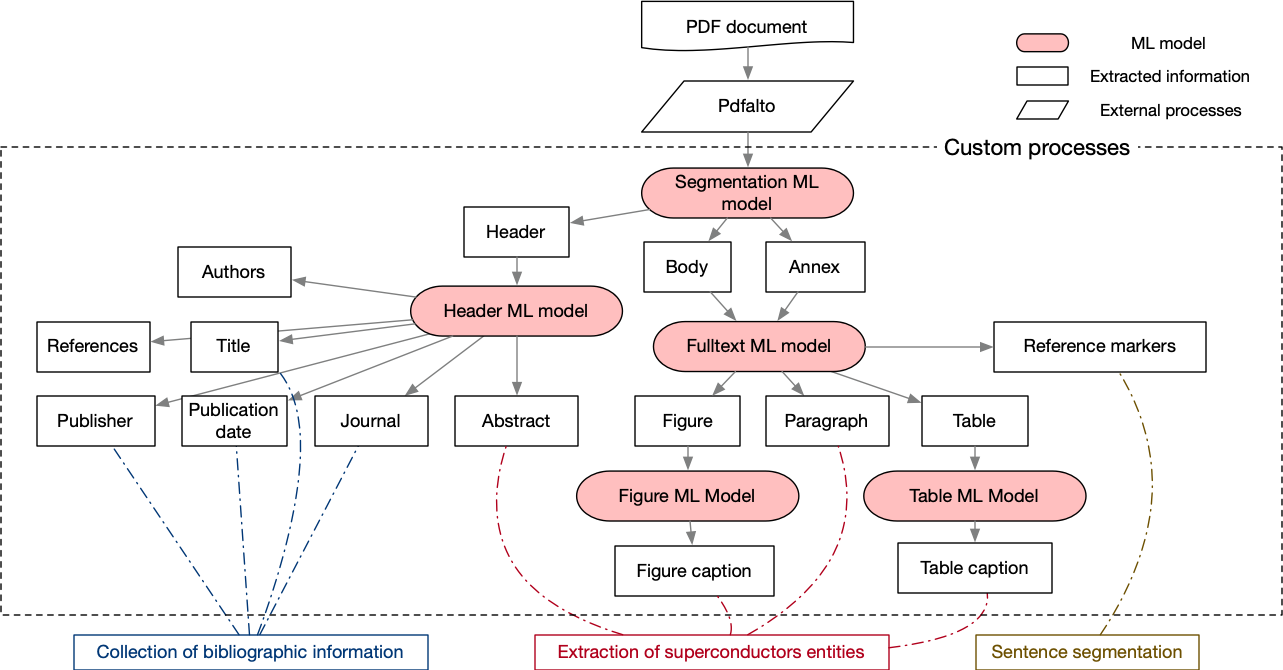 PDF document
ML model
Extracted information
Pdfalto
External processes
Custom processes
Segmentation ML
model
Header
Body
Annex
Authors
Header ML model
References
Title
Fulltext ML model
Reference markers
Publisher
Publication
date
Journal
Abstract
Figure
Paragraph
Table
Figure ML Model
Table ML Model
Figure caption
Table caption
Collection of bibliographic information
Extraction of superconductors entities
Sentence segmentation